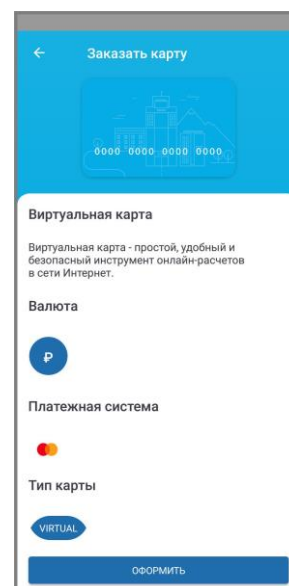 Заказать карту
0000 0000 0000 0000
Виртуальная карта
Виртуальная карта - простой, удобный и
безопасный инструмент онлайн-расчетов
в сети Интернет.
Валюта
₽
Платежная система
Тип карты
VIRTUAL
ОФОРМИТЬ